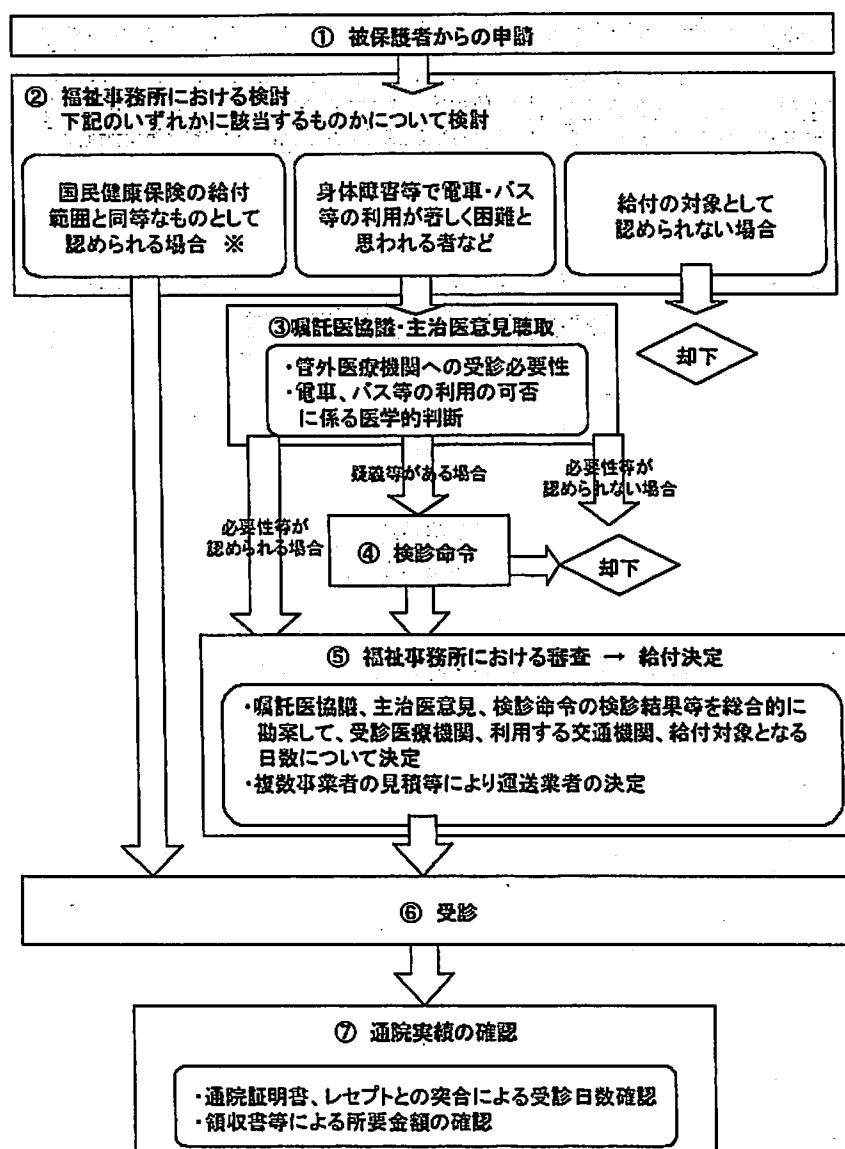 ① 被保護者からの申請
② 福祉事務所における検討
下記のいずれかに該当するものかについて検討
国民健康保険の給付
範囲と同等なものとして
認められる場合 ※
身体障害等で電車・バス
等の利用が著しく困難と
思われる者など
給付の対象として
認められない場合
③嘱託医協議・主治医意見聴取
・管外医療機関への受診必要性
・電車、バス等の利用の可否
に係る医学的判断
却下
疑義等がある場合
必要性等が
認められない場合
必要性等が
認められる場合
④ 検診命令
却下
⑤ 福祉事務所における審査 → 給付決定
・嘱託医協議、主治医意見、検診命令の検診結果等を総合的に
勘案して、受診医療機関、利用する交通機関、給付対象となる
日数について決定
・複数事業者の見積等により運送業者の決定
⑥ 受診
⑦ 通院実績の確認
・通院証明書、レセプトとの突合による受診日数確認
・領収書等による所要金額の確認